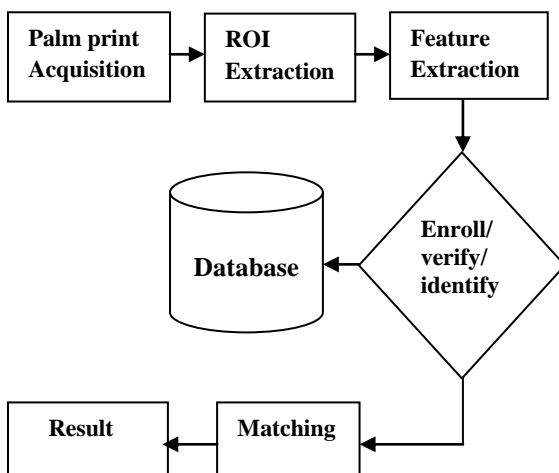 Palm print
Acquisition
ROI
Extraction
Feature
Extraction
Enroll/
verify/
identify
Database
Result
Matching